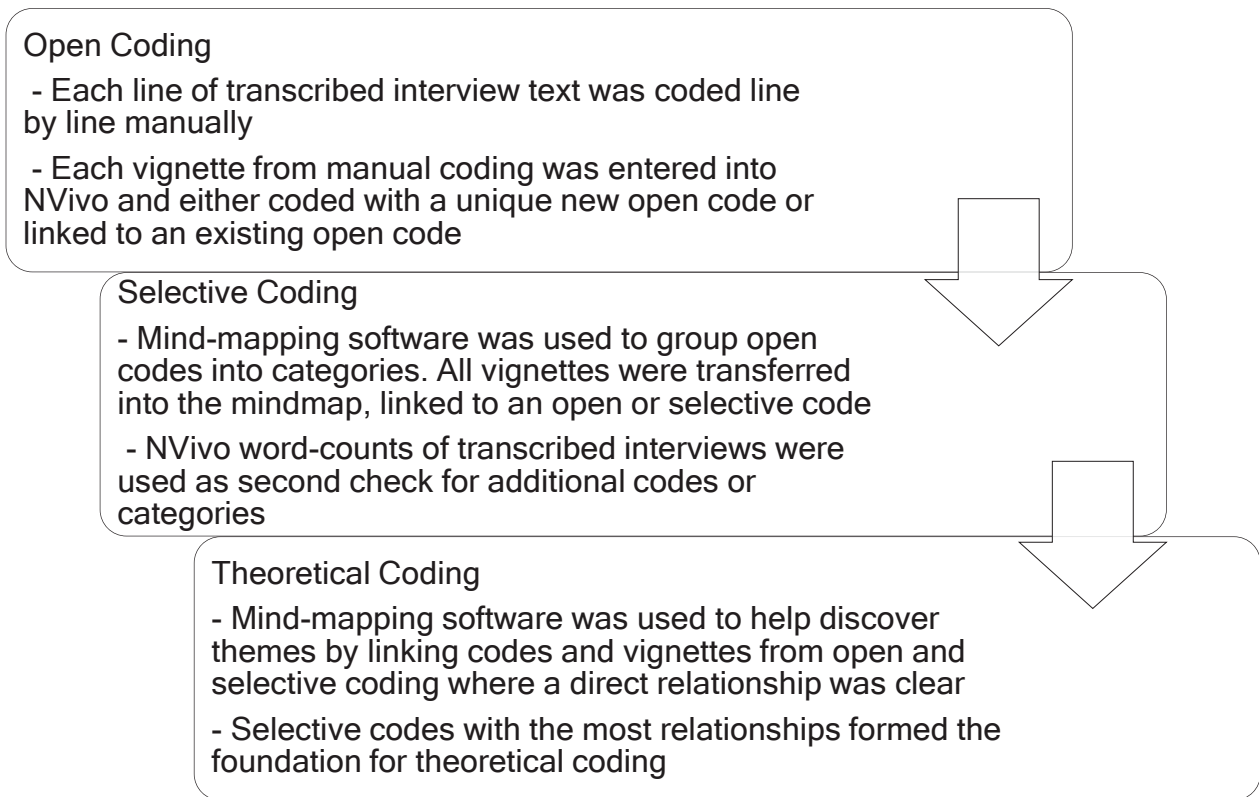 Open Coding
- Each line of transcribed interview text was coded line
by line manually
- Each vignette from manual coding was entered into
NVivo and either coded with a unique new open code or
linked to an existing open code
Selective Coding
- Mind-mapping software was used to group open
codes into categories. All vignettes were transferred
into the mindmap, linked to an open or selective code
- NVivo word-counts of transcribed interviews were
used as second check for additional codes or
categories
Theoretical Coding
- Mind-mapping software was used to help discover
themes by linking codes and vignettes from open and
selective coding where a direct relationship was clear
- Selective codes with the most relationships formed the
foundation for theoretical coding